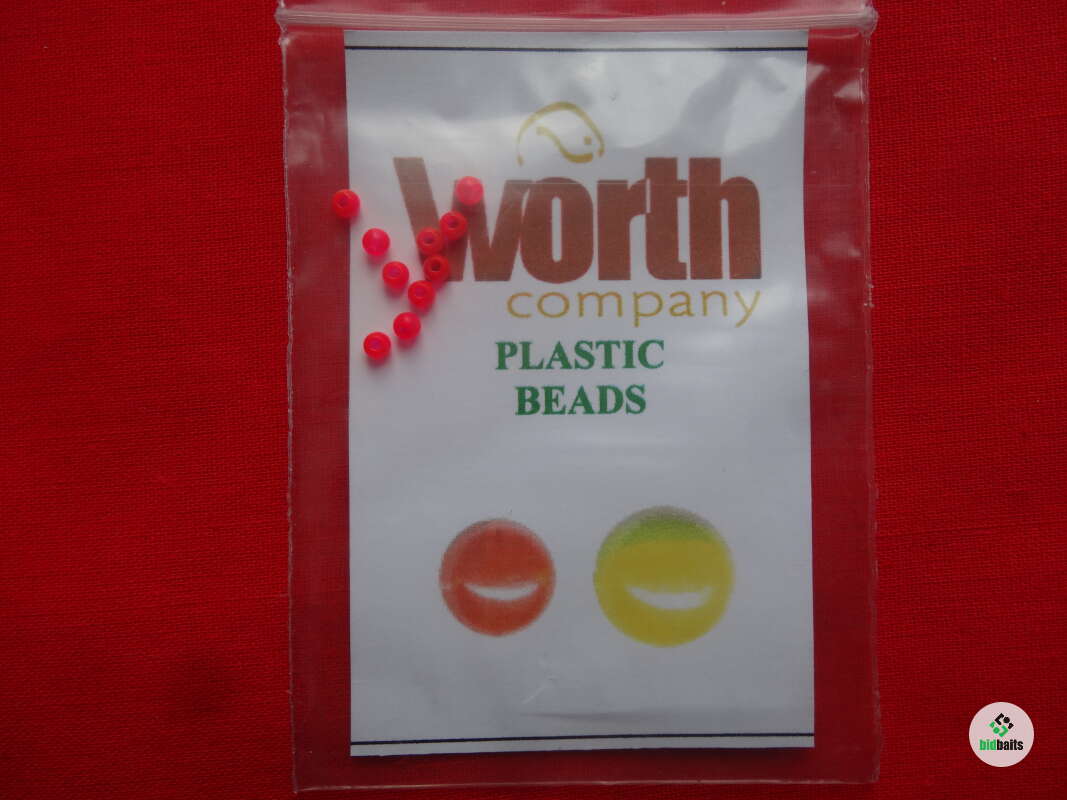 Worth
company
PLASTIC
BEADS
bidbaits